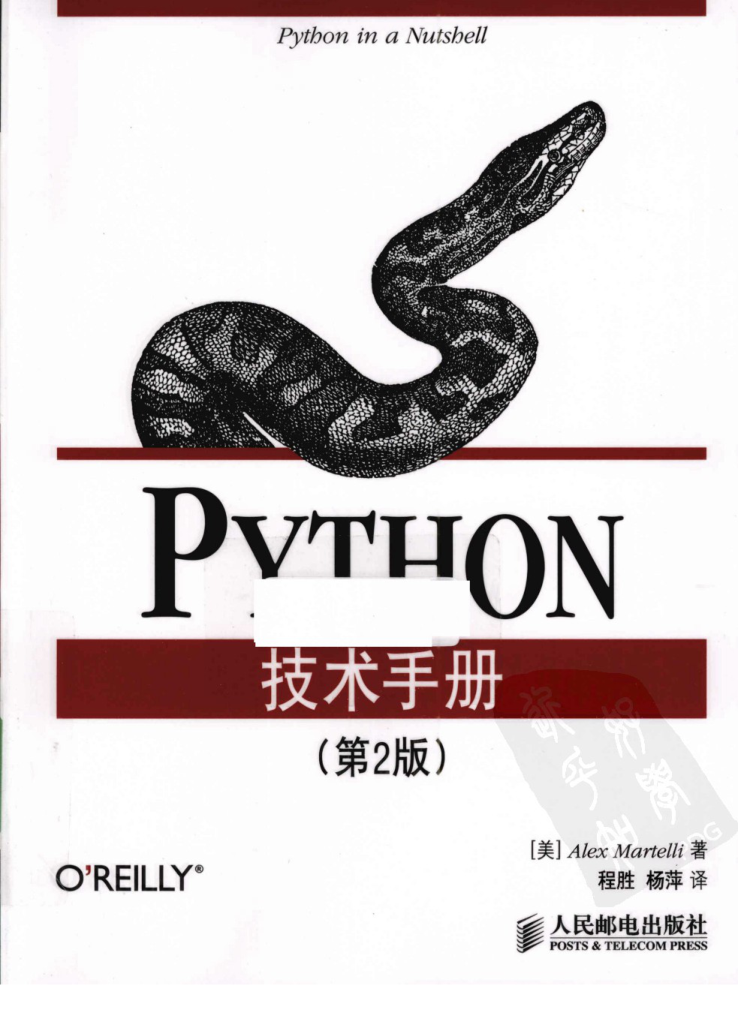 Python in a Nutshell
PYTHON
技术手册
（第2版）
[美] Alex Martelli 著
O'REILLY®
程胜 杨萍 译
人民邮电出版社
POSTS & TELECOM PRESS